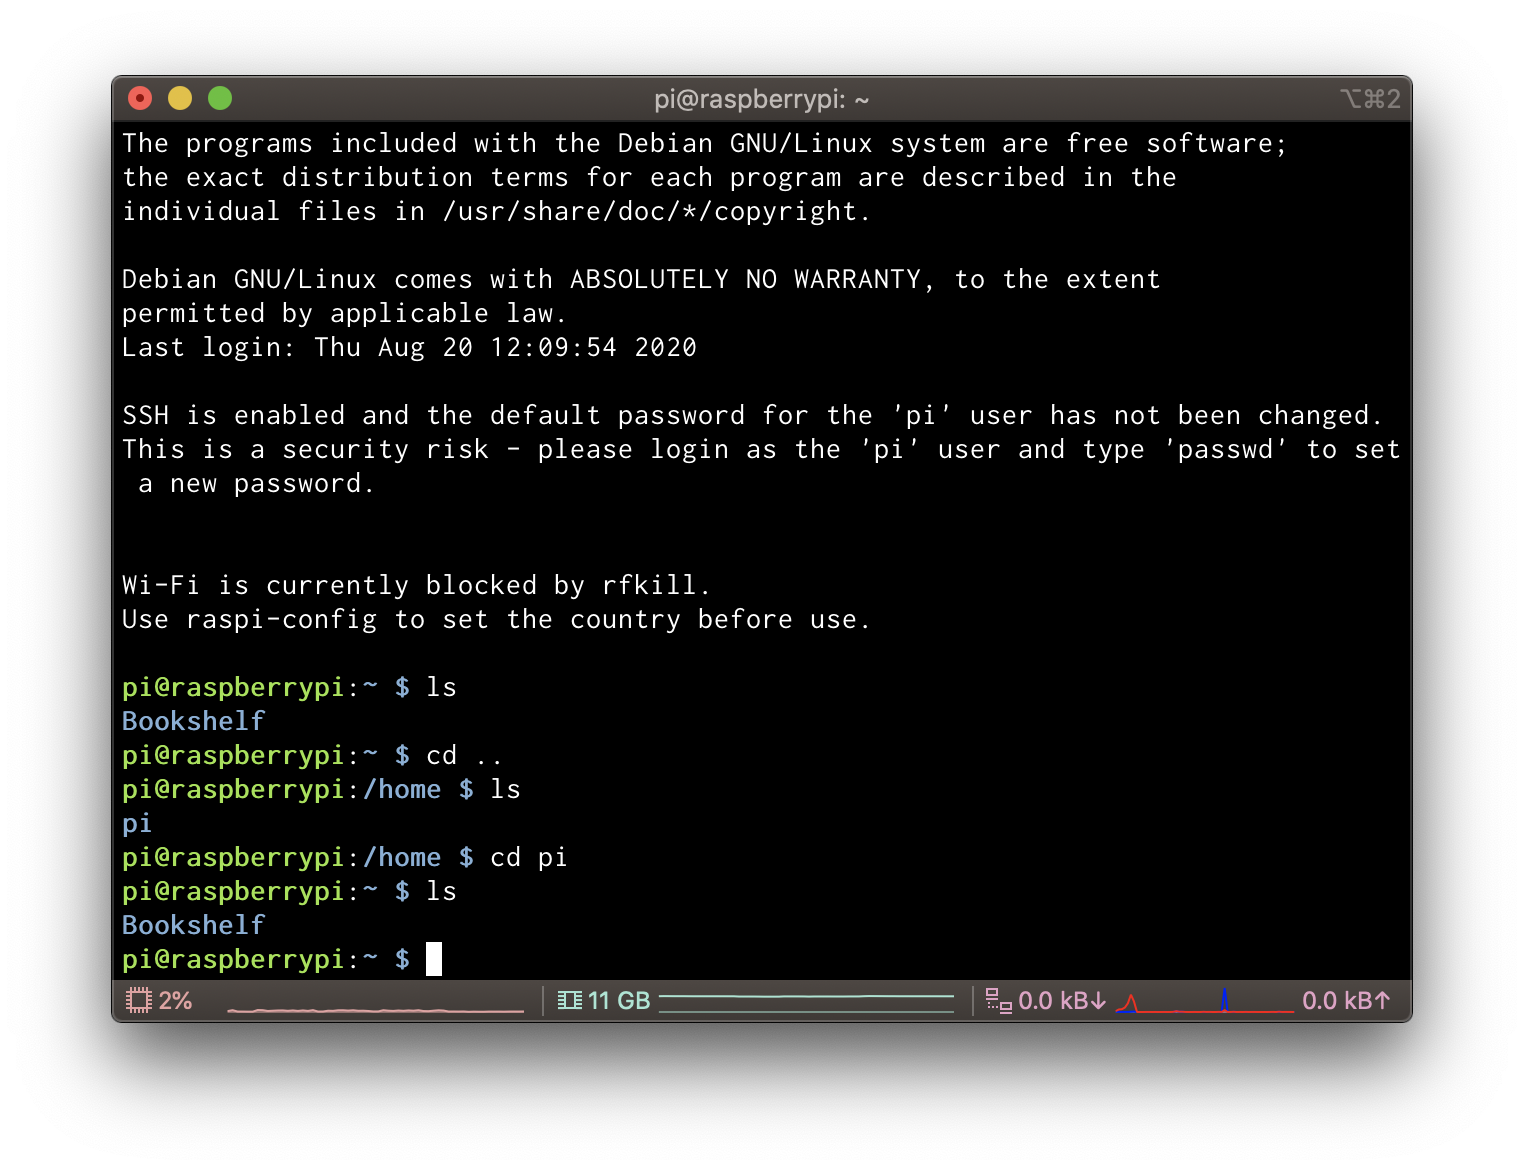 pi@raspberrypi: ~
⌥⌘2
The programs included with the Debian GNU/Linux system are free software;
the exact distribution terms for each program are described in the
individual files in /usr/share/doc/*/copyright.
Debian GNU/Linux comes with ABSOLUTELY NO WARRANTY, to the extent
permitted by applicable law.
Last login: Thu Aug 20 12:09:54 2020
SSH is enabled and the default password for the 'pi' user has not been changed.
This is a security risk - please login as the 'pi' user and type 'passwd' to set
 a new password.
Wi-Fi is currently blocked by rfkill.
Use raspi-config to set the country before use.
pi@raspberrypi:~ $ ls
Bookshelf
pi@raspberrypi:~ $ cd ..
pi@raspberrypi:/home $ ls
pi
pi@raspberrypi:/home $ cd pi
pi@raspberrypi:~ $ ls
Bookshelf
pi@raspberrypi:~ $
2% 11 GB 0.0 kB↓ 0.0 kB↑